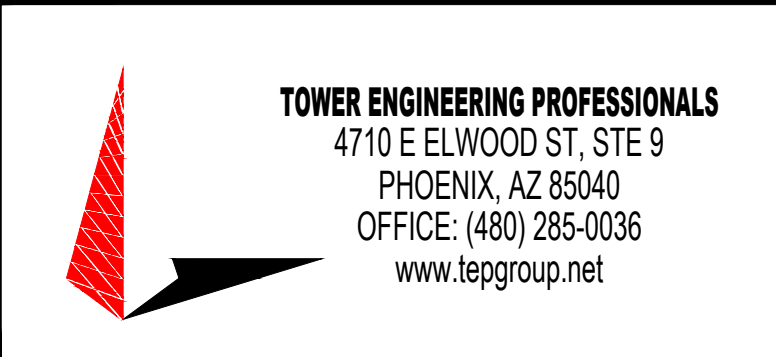 TOWER ENGINEERING PROFESSIONALS
4710 E ELWOOD ST, STE 9
PHOENIX, AZ 85040
OFFICE: (480) 285-0036
www.tepgroup.net